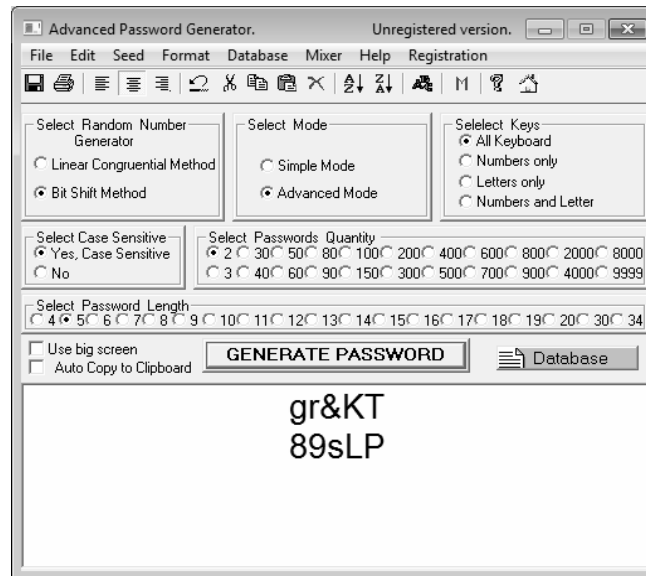 Advanced Password Generator. Unregistered version.
File Edit Seed Format Database Mixer Help Registration
Select Random Number Generator
Linear Congruential Method
Bit Shift Method
Select Mode
Simple Mode
Advanced Mode
Selelect Keys
All Keyboard
Numbers only
Letters only
Numbers and Letter
Select Case Sensitive
Yes, Case Sensitive
No
Select Passwords Quantity
2 30 50 80 100 200 400 600 800 2000 8000
3 40 60 90 150 300 500 700 900 4000 9999
Select Password Length
4 5 6 7 8 9 10 11 12 13 14 15 16 17 18 19 20 30 34
Use big screen
Auto Copy to Clipboard
GENERATE PASSWORD
Database
gr&KT
89sLP